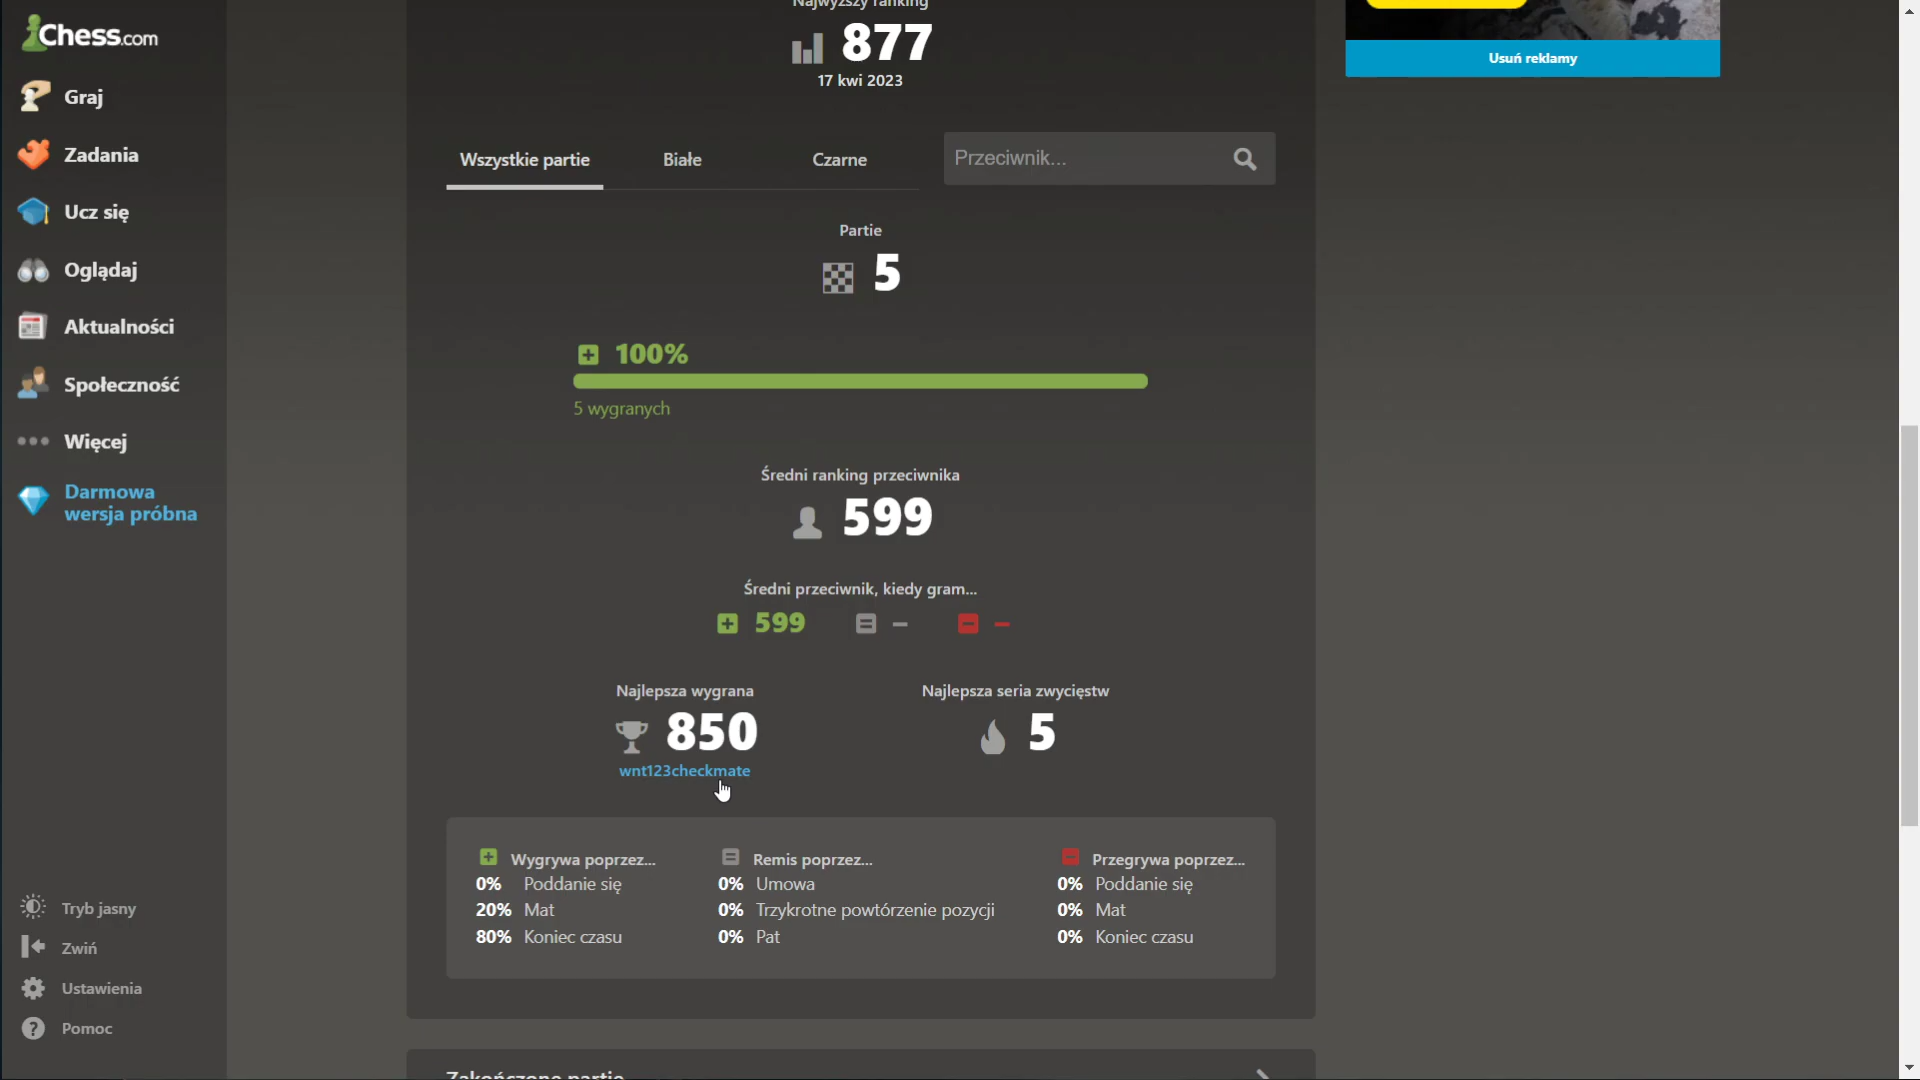 Chess.com
Graj
Zadania
Ucz się
Oglądaj
Aktualności
Społeczność
Więcej
Darmowa
wersja próbna
Tryb jasny
Zwiń
Ustawienia
Pomoc
Najwyższy ranking
877
17 kwi 2023
Wszystkie partie
Białe
Czarne
Przeciwnik...
Partie
5
100%
5 wygranych
Średni ranking przeciwnika
599
Średni przeciwnik, kiedy gram...
599 – –
Najlepsza wygrana
850
wnt123checkmate
Najlepsza seria zwycięstw
5
Wygrywa poprzez...
0% Poddanie się
20% Mat
80% Koniec czasu
Remis poprzez...
0% Umowa
0% Trzykrotne powtórzenie pozycji
0% Pat
Przegrywa poprzez...
0% Poddanie się
0% Mat
0% Koniec czasu
Zakończone partie
Usuń reklamy